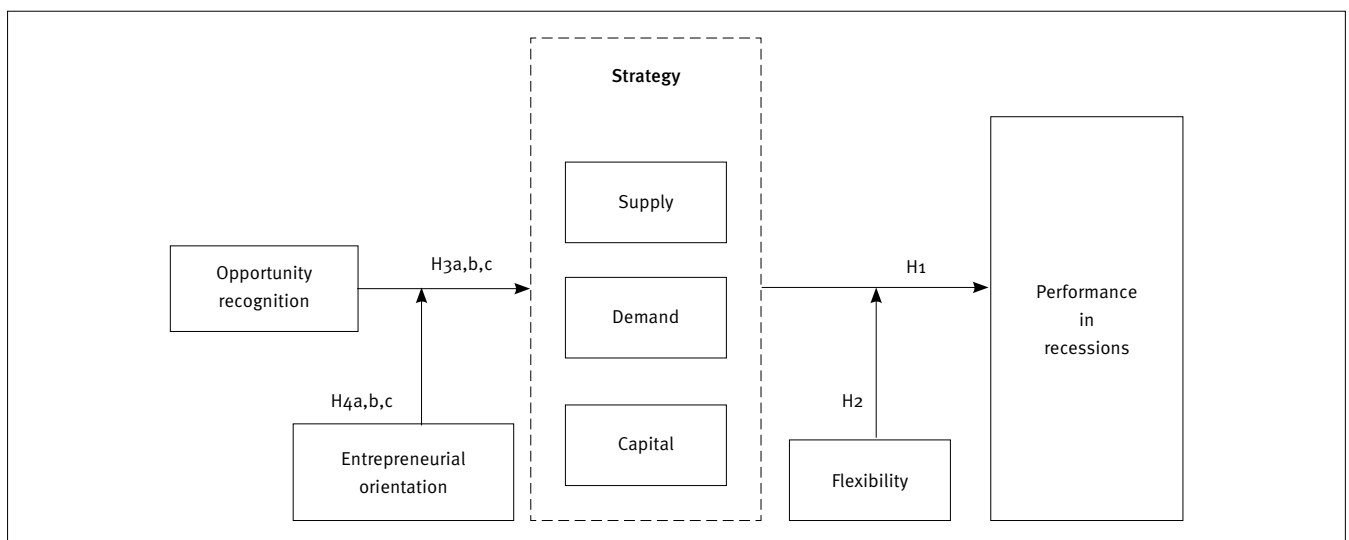 Strategy
Supply
Opportunity
recognition
H3a,b,c
Demand
H1
Performance
in
recessions
H4a,b,c
H2
Entrepreneurial
orientation
Capital
Flexibility